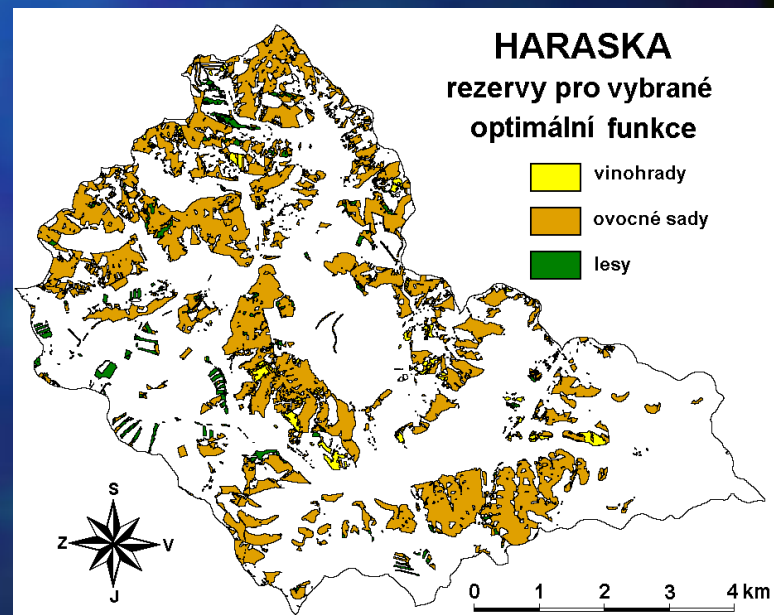 HARASKA
rezervy pro vybrané
optimální funkce
vinohrady
ovocné sady
lesy
S
Z V
J
0 1 2 3 4 km